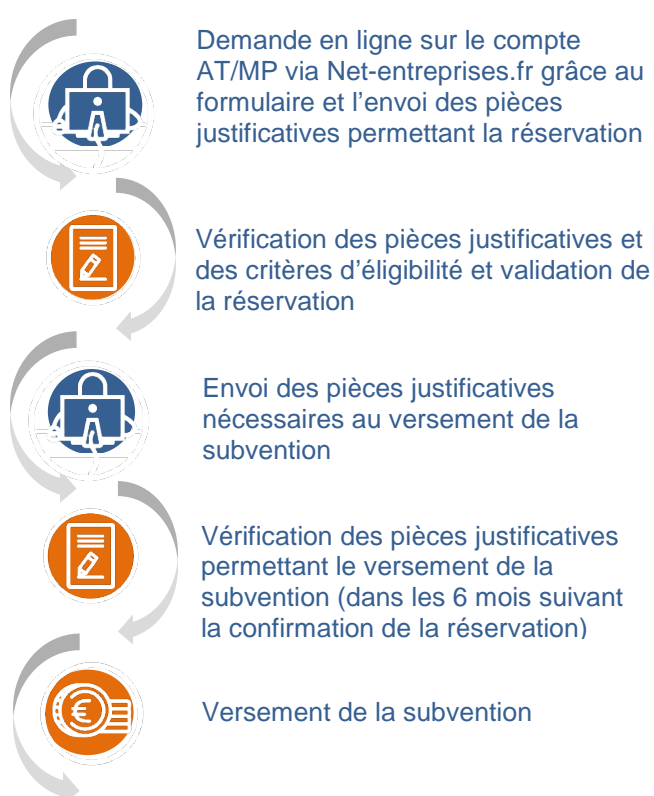 Demande en ligne sur le compte
AT/MP via Net-entreprises.fr grâce au
formulaire et l’envoi des pièces
justificatives permettant la réservation
Vérification des pièces justificatives et
des critères d’éligibilité et validation de
la réservation
Envoi des pièces justificatives
nécessaires au versement de la
subvention
Vérification des pièces justificatives
permettant le versement de la
subvention (dans les 6 mois suivant
la confirmation de la réservation)
€
Versement de la subvention